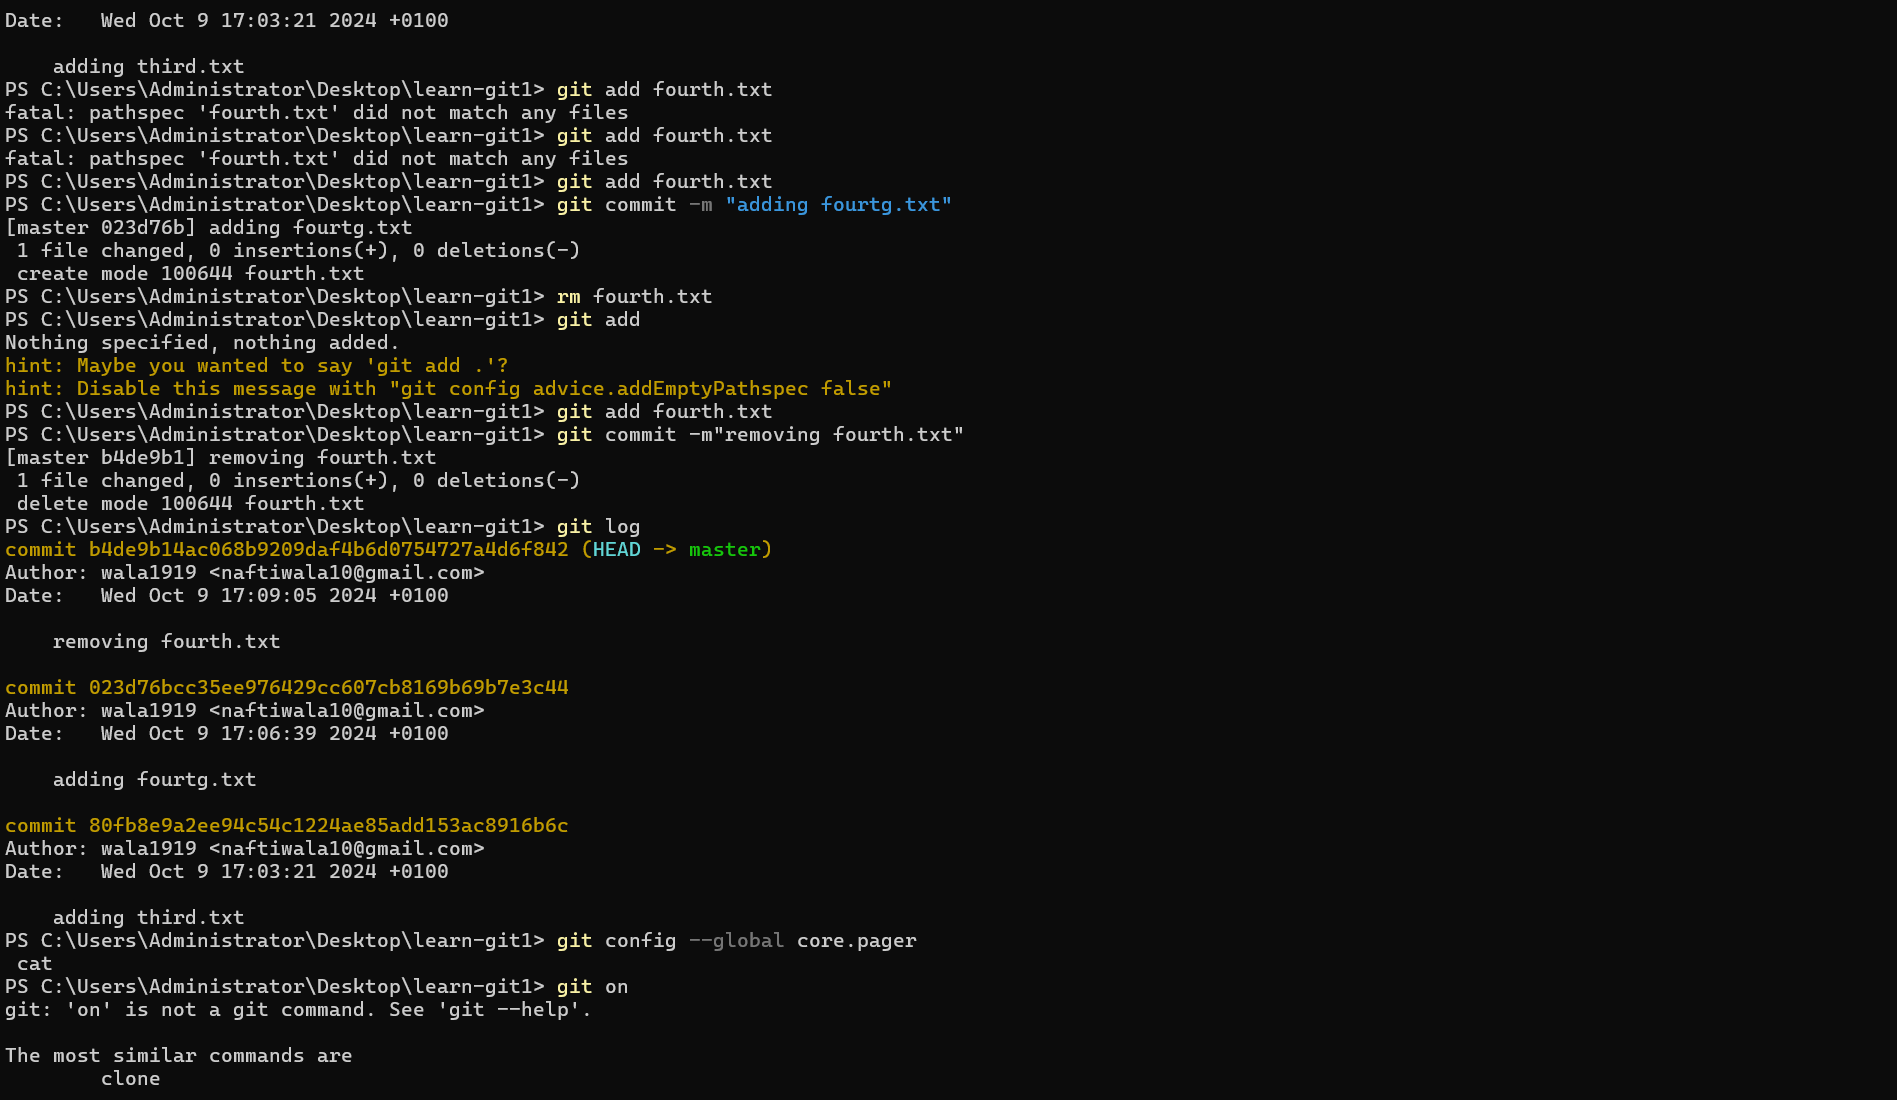 Date:   Wed Oct 9 17:03:21 2024 +0100
    adding third.txt
PS C:\Users\Administrator\Desktop\learn-git1> git add fourth.txt
fatal: pathspec 'fourth.txt' did not match any files
PS C:\Users\Administrator\Desktop\learn-git1> git add fourth.txt
fatal: pathspec 'fourth.txt' did not match any files
PS C:\Users\Administrator\Desktop\learn-git1> git add fourth.txt
PS C:\Users\Administrator\Desktop\learn-git1> git commit -m "adding fourtg.txt"
[master 023d76b] adding fourtg.txt
 1 file changed, 0 insertions(+), 0 deletions(-)
 create mode 100644 fourth.txt
PS C:\Users\Administrator\Desktop\learn-git1> rm fourth.txt
PS C:\Users\Administrator\Desktop\learn-git1> git add
Nothing specified, nothing added.
hint: Maybe you wanted to say 'git add .'?
hint: Disable this message with "git config advice.addEmptyPathspec false"
PS C:\Users\Administrator\Desktop\learn-git1> git add fourth.txt
PS C:\Users\Administrator\Desktop\learn-git1> git commit -m"removing fourth.txt"
[master b4de9b1] removing fourth.txt
 1 file changed, 0 insertions(+), 0 deletions(-)
 delete mode 100644 fourth.txt
PS C:\Users\Administrator\Desktop\learn-git1> git log
commit b4de9b14ac068b9209daf4b6d0754727a4d6f842 (HEAD -> master)
Author: wala1919 <naftiwala10@gmail.com>
Date:   Wed Oct 9 17:09:05 2024 +0100
    removing fourth.txt
commit 023d76bcc35ee976429cc607cb8169b69b7e3c44
Author: wala1919 <naftiwala10@gmail.com>
Date:   Wed Oct 9 17:06:39 2024 +0100
    adding fourtg.txt
commit 80fb8e9a2ee94c54c1224ae85add153ac8916b6c
Author: wala1919 <naftiwala10@gmail.com>
Date:   Wed Oct 9 17:03:21 2024 +0100
    adding third.txt
PS C:\Users\Administrator\Desktop\learn-git1> git config --global core.pager
 cat
PS C:\Users\Administrator\Desktop\learn-git1> git on
git: 'on' is not a git command. See 'git --help'.
The most similar commands are
        clone